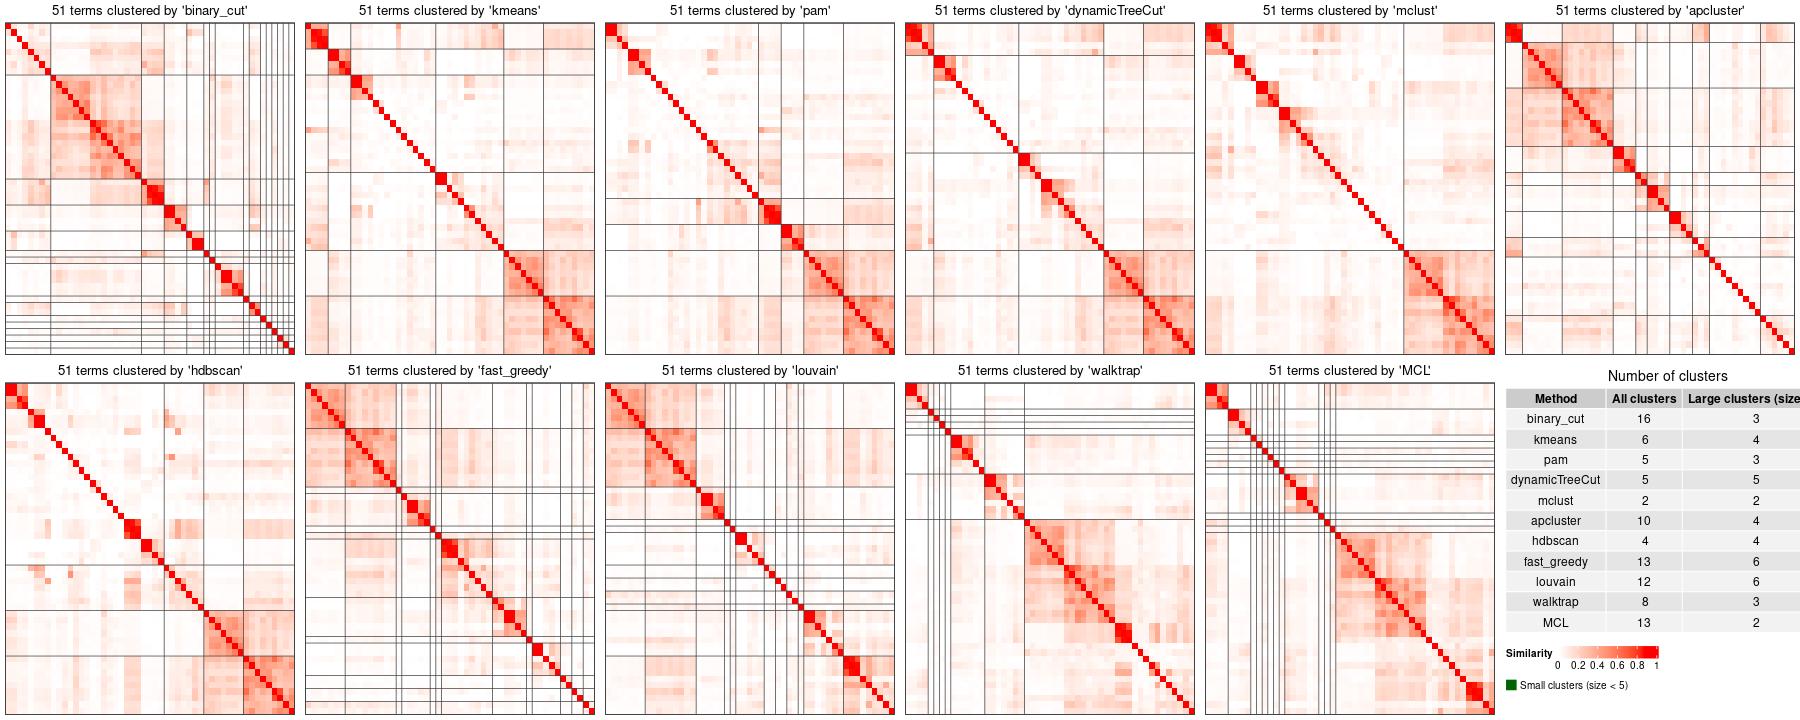 51 terms clustered by 'binary_cut'
51 terms clustered by 'kmeans'
51 terms clustered by 'pam'
51 terms clustered by 'dynamicTreeCut'
51 terms clustered by 'mclust'
51 terms clustered by 'apcluster'
51 terms clustered by 'hdbscan'
51 terms clustered by 'fast_greedy'
51 terms clustered by 'louvain'
51 terms clustered by 'walktrap'
51 terms clustered by 'MCL'
Number of clusters
Method All clusters Large clusters (size
binary_cut 16 3
kmeans 6 4
pam 5 3
dynamicTreeCut 5 5
mclust 2 2
apcluster 10 4
hdbscan 4 4
fast_greedy 13 6
louvain 12 6
walktrap 8 3
MCL 13 2
Similarity
0 0.2 0.4 0.6 0.8 1
Small clusters (size < 5)